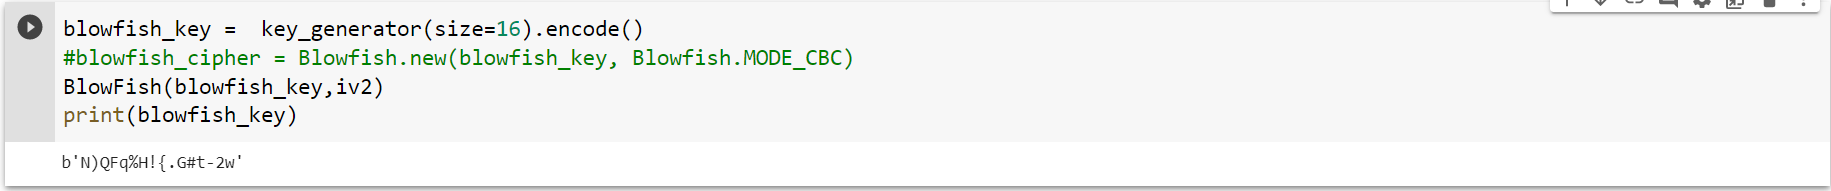 blowfish_key =  key_generator(size=16).encode()
#blowfish_cipher = Blowfish.new(blowfish_key, Blowfish.MODE_CBC)
BlowFish(blowfish_key,iv2)
print(blowfish_key)
b'N)QFq%H!{.G#t-2w'